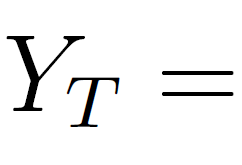 Y_T =